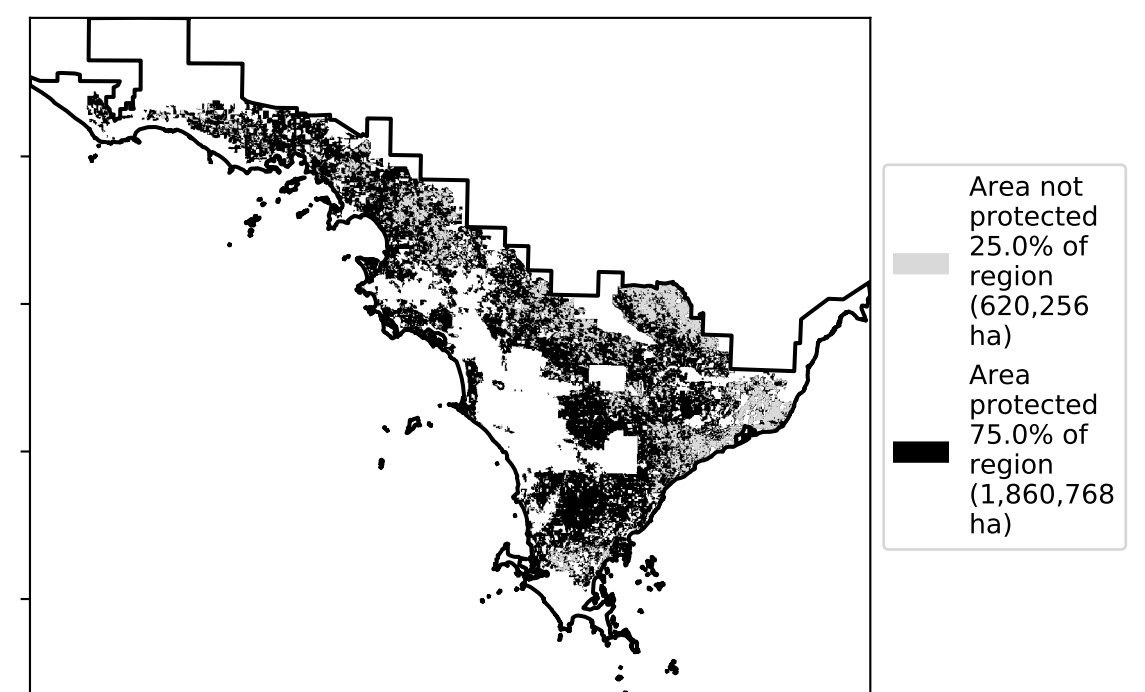 Area not
protected
25.0% of
region
(620,256
ha)
Area
protected
75.0% of
region
(1,860,768
ha)